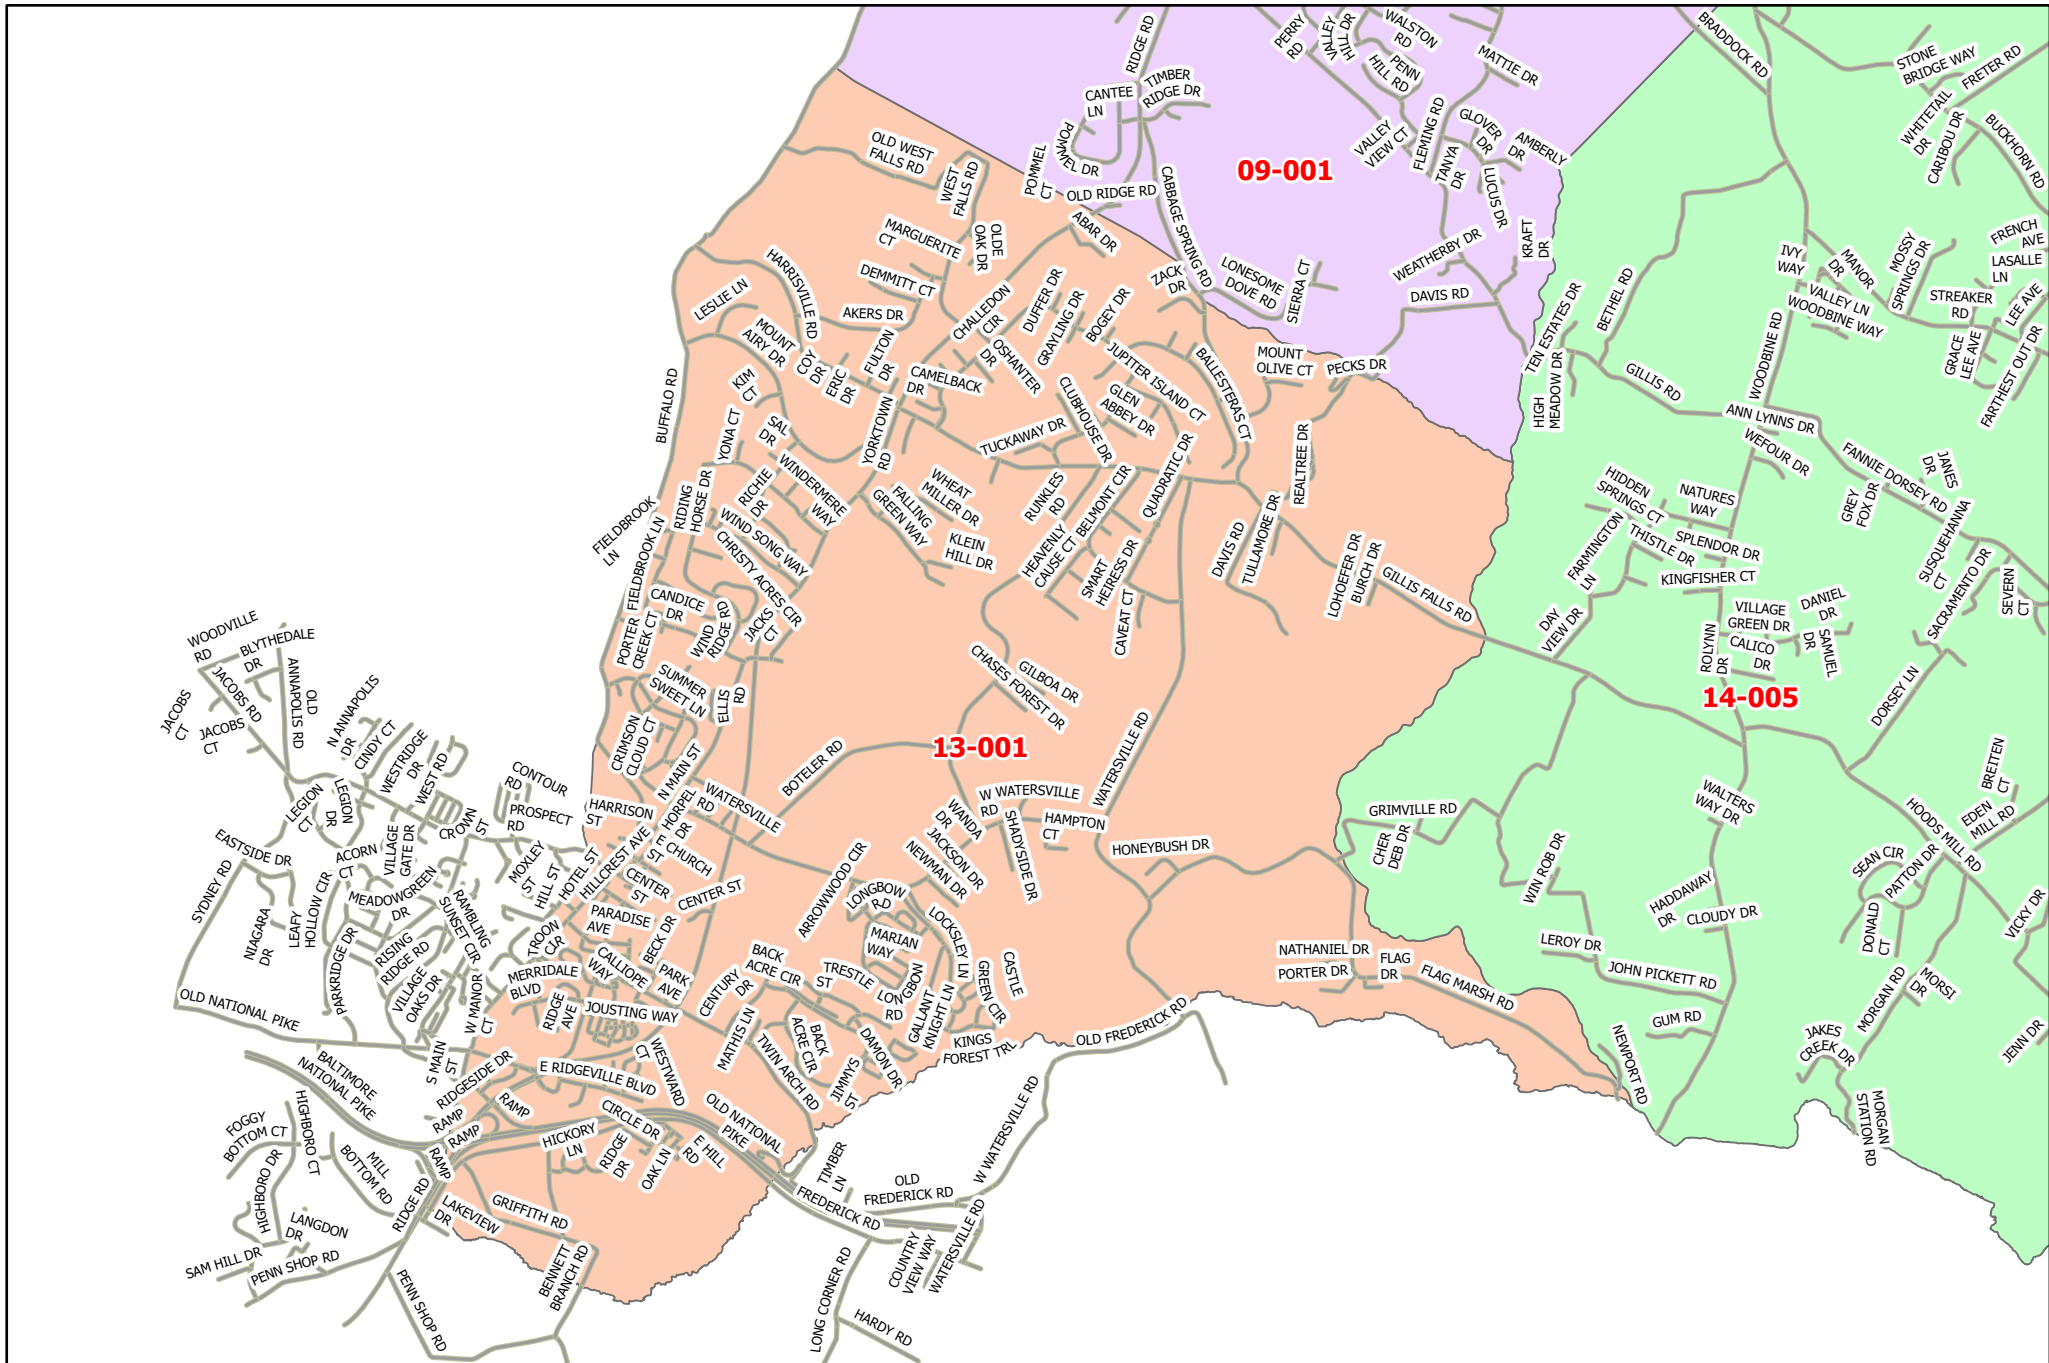 RIDGE RD
PERRY
RD
VALLEY
HILL DR
WALSTON
RD
PENN
HILL RD
MATTIE DR
BRADDOCK RD
STONE
BRIDGE WAY
FRETER RD
CANTEE
LN
TIMBER
RIDGE DR
WHITETAIL
DR
CARIBOU DR
BUCKHORN RD
VALLEY
VIEW CT
FLEMING RD
GLOVER
DR
AMBERLY
DR
TANYA
DR
LUCUS DR
OLD WEST
FALLS RD
WEST
FALLS RD
POMMEL
CT
POMMEL DR
09-001
OLD RIDGE RD
CABBAGE SPRING RD
ABAR DR
MARGUERITE
CT
OLDE
OAK DR
KRAFT
DR
WEATHERBY DR
DAVIS RD
IVY
WAY
MANOR
DR
MOSSY
SPRINGS DR
FRENCH
AVE
LASALLE
LN
HARRISVILLE RD
LESLIE LN
DEMMITT CT
AKERS DR
CHALLEDON
CIR
DUFFER DR
GRAYLING DR
BOGEY DR
ZACK
DR
LONESOME
DOVE RD
SIERRA CT
TEN ESTATES DR
BETHEL RD
VALLEY LN
WOODBINE WAY
WOODBINE RD
STREAKER
RD
LEE AVE
GRACE
LEE AVE
FARTHEST OUT DR
MOUNT
AIRY DR
COY
DR
ERIC
DR
FULTON
DR
CAMELBACK
DR
OSHANTER
DR
JUPITER ISLAND CT
GLEN
ABBEY DR
CLUBHOUSE DR
BALLESTERAS CT
MOUNT
OLIVE CT
PECKS DR
HIGH
MEADOW DR
GILLIS RD
ANN LYNNS DR
WEFOUR DR
BUFFALO RD
KIM
CT
YONA CT
SAL
DR
YORKTOWN
RD
TUCKAWAY DR
QUADRATIC DR
REALTREE DR
FANNIE DORSEY RD
JANES
DR
GREY
FOX DR
SUSQUEHANNA
CT
WINDERMERE
WAY
RICHIE
DR
RIDING
HORSE DR
FALLING
GREEN WAY
WHEAT
MILLER DR
KLEIN
HILL DR
RUNKLES
RD
BELMONT CIR
HEAVENLY
CAUSE CT
SMART
HEIRESS DR
CAVEAT CT
DAVIS RD
TULLAMORE DR
LOHOEFER DR
BURCH DR
GILLIS FALLS RD
HIDDEN
SPRINGS CT
NATURES
WAY
FARMINGTON
LN
THISTLE DR
SPLENDOR DR
KINGFISHER CT
SACRAMENTO DR
SEVERN
CT
FIELDBROOK
LN
FIELDBROOK LN
WIND SONG WAY
CHRISTY ACRES CIR
CANDICE
DR
PORTER
CREEK CT
WIND
RIDGE RD
JACKS
CT
DAY
VIEW DR
VILLAGE
GREEN DR
DANIEL
DR
SAMUEL
DR
ROLYNN
DR
CALICO
DR
14-005
DORSEY LN
WOODVILLE
RD
BLYTHEDALE
DR
JACOBS RD
JACOBS
CT
JACOBS
CT
OLD
ANNAPOLIS RD
N ANNAPOLIS
DR
CINDY CT
WESTRIDGE
DR
WEST RD
SUMMER
SWEET LN
ELLIS
RD
CRIMSON
CLOUD CT
CHASES FOREST DR
GILBOA DR
13-001
BOTELER RD
WATERSVILLE RD
N MAIN ST
HORPEL
DR
WATERSVILLE
RD
LEGION
CT
LEGION
DR
CONTOUR
RD
PROSPECT
RD
CROWN
ST
HARRISON
ST
EASTSIDE DR
ACORN
CT
VILLAGE
GATE DR
MEADOWGREEN
DR
MOXLEY
ST
HILL ST
HOTEL ST
HILLCREST AVE
E CHURCH
ST
CENTER
ST
CENTER ST
ARROWWOOD CIR
LONGBOW
RD
NEWMAN DR
JACKSON DR
WANDA
DR
W WATERSVILLE
RD
SHADYSIDE DR
HAMPTON
CT
HONEYBUSH DR
GRIMVILLE RD
CHER
DEB DR
WALTERS
WAY DR
WIN ROB DR
HADDAWAY
DR
CLOUDY DR
BREITEN
CT
EDEN
MILL RD
HOODS MILL RD
SEAN CIR
PATTON DR
DONALD
CT
VICKY DR
SYDNEY RD
NIAGARA
DR
LEAFY
HOLLOW CIR
PARKRIDGE DR
RISING
RIDGE RD
VILLAGE
OAKS DR
RAMBLING
SUNSET CIR
TROON
CIR
PARADISE
AVE
BECK DR
CALLIOPE
WAY
PARK
AVE
MERRIDALE
BLVD
RIDGE
AVE
JOUSTING WAY
W MANOR
CT
OLD NATIONAL PIKE
S MAIN
ST
CENTURY
DR
BACK
ACRE CIR
TRESTLE
ST
MARIAN
WAY
LONGBON
RD
LOCKSLEY LN
GALLANT
KNIGHT LN
GREEN CIR
CASTLE
KINGS
FOREST TRL
BACK
ACRE CIR
DAMON DR
JIMMYS
ST
MATHIS LN
TWIN ARCH RD
OLD FREDERICK RD
NATHANIEL DR
PORTER DR
FLAG
DR
FLAG MARSH RD
LEROY DR
JOHN PICKETT RD
GUM RD
NEWPORT RD
MORGAN RD
MORSI
DR
JAKES
CREEK DR
JENN DR
MORGAN
STATION RD
BALTIMORE
NATIONAL PIKE
RIDGESIDE DR
E RIDGEVILLE BLVD
WESTWARD
CT
RAMP
RAMP
RAMP
RAMP
HICKORY
LN
CIRCLE DR
RIDGE
DR
OAK LN
E HILL
RD
OLD NATIONAL
PIKE
FOGGY
BOTTOM CT
HIGHBORO CT
HIGHBORO DR
MILL
BOTTOM RD
RIDGE RD
LAKEVIEW
DR
GRIFFITH RD
BENNETT
BRANCH RD
LANGDON
DR
SAM HILL DR
PENN SHOP RD
PENN SHOP RD
TIMBER
LN
FREDERICK RD
OLD
FREDERICK RD
W WATERSVILLE RD
WATERSVILLE RD
COUNTRY
VIEW WAY
LONG CORNER RD
HARDY RD